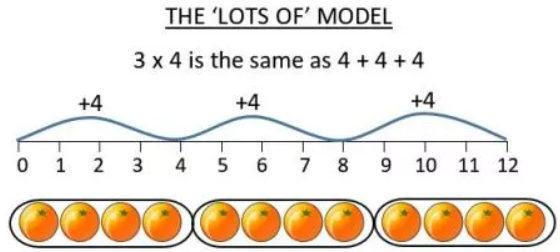 THE ‘LOTS OF’ MODEL
3 x 4 is the same as 4 + 4 + 4
+4 +4 +4
0 1 2 3 4 5 6 7 8 9 10 11 12